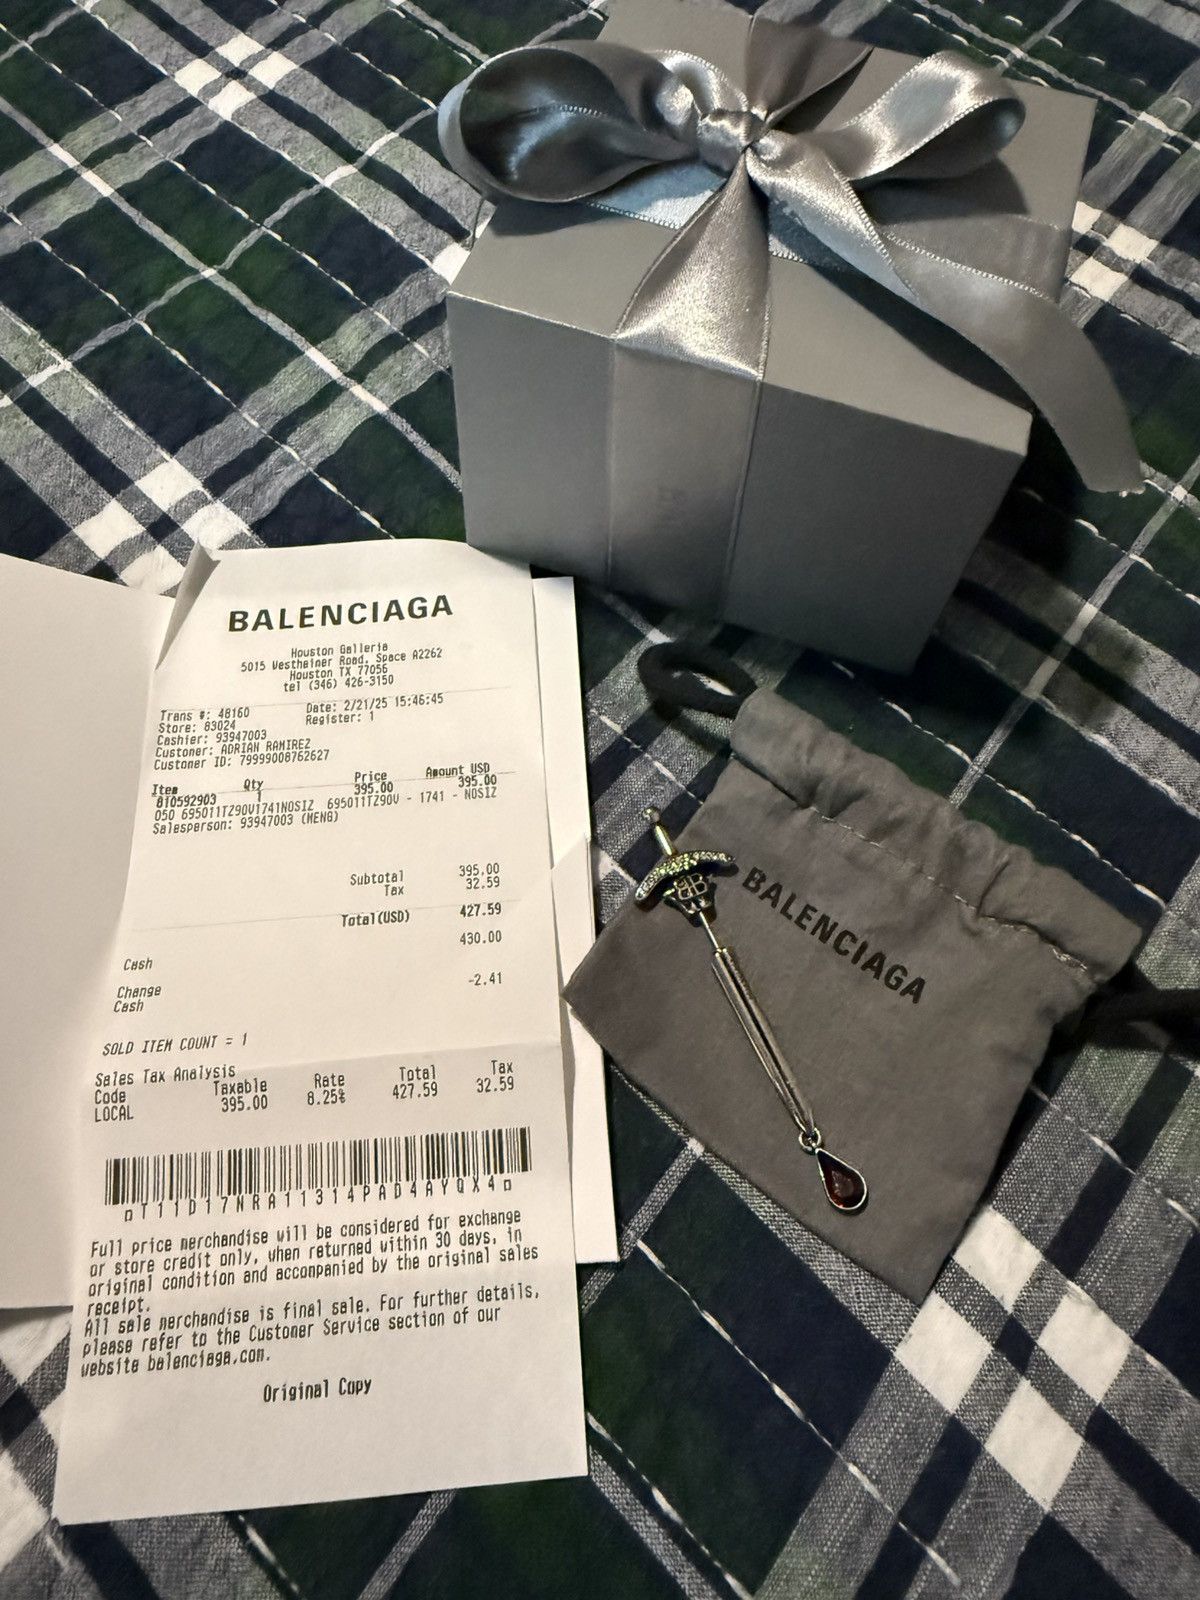 BALENCIAGA
Houston Galleria
5015 Westheimer Road, Space A2262
Houston TX 77056
tel (346) 426-3150
Trans #: 48160 Date: 2/21/25 15:46:45
Store: 83024 Register: 1
Cashier: 93947003
Customer: ADRIAN RAMIREZ
Customer ID: 79999008762627
Item Qty Price Amount USD
810592903 1 395.00 395.00
050 695011TZ90V1741NOSIZ 695011TZ90V - 1741 - NOSIZ
Salesperson: 93947003 (MENG)
Subtotal 395.00
Tax 32.59
Total(USD) 427.59
430.00
Cash
Change -2.41
Cash
SOLD ITEM COUNT = 1
Sales Tax Analysis
Code Taxable Rate Total Tax
LOCAL 395.00 8.25% 427.59 32.59
T11D17NRA11314PAD4AYQX4
Full price merchandise will be considered for exchange
or store credit only, when returned within 30 days, in
original condition and accompanied by the original sales
receipt.
All sale merchandise is final sale. For further details,
please refer to the Customer Service section of our
website balenciaga.com.
Original Copy
BALENCIAGA
BB